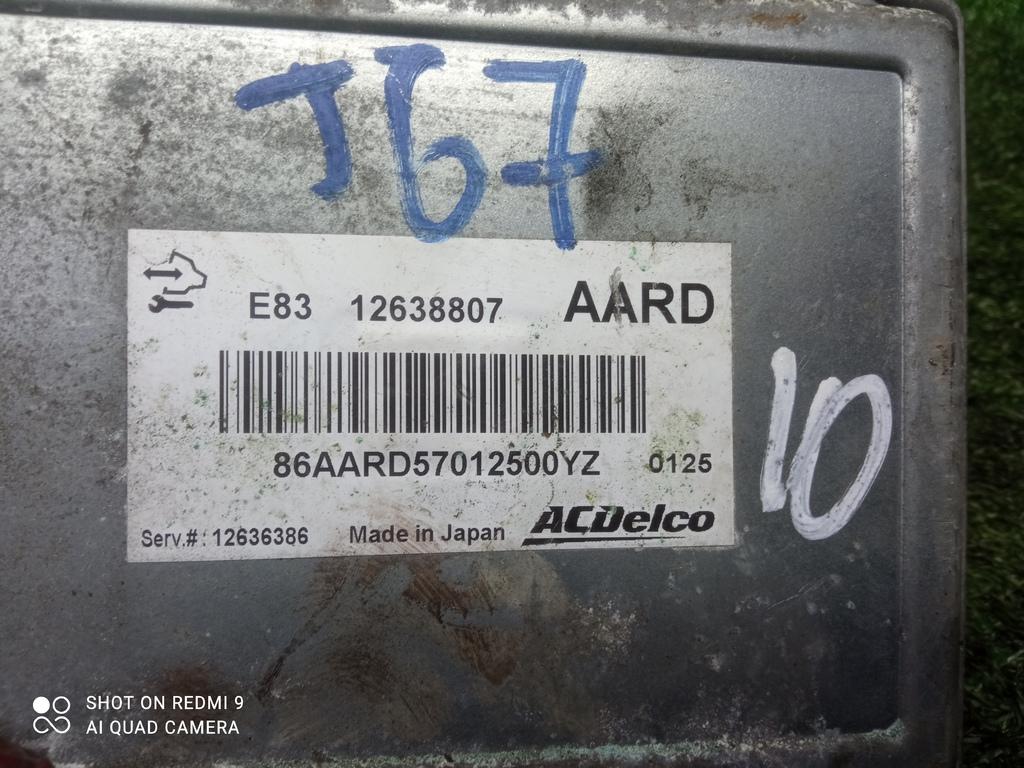 J67
E83 12638807 AARD
86AARD57012500YZ 0125
Serv.#: 12636386 Made in Japan ACDelco
10
SHOT ON REDMI 9
AI QUAD CAMERA